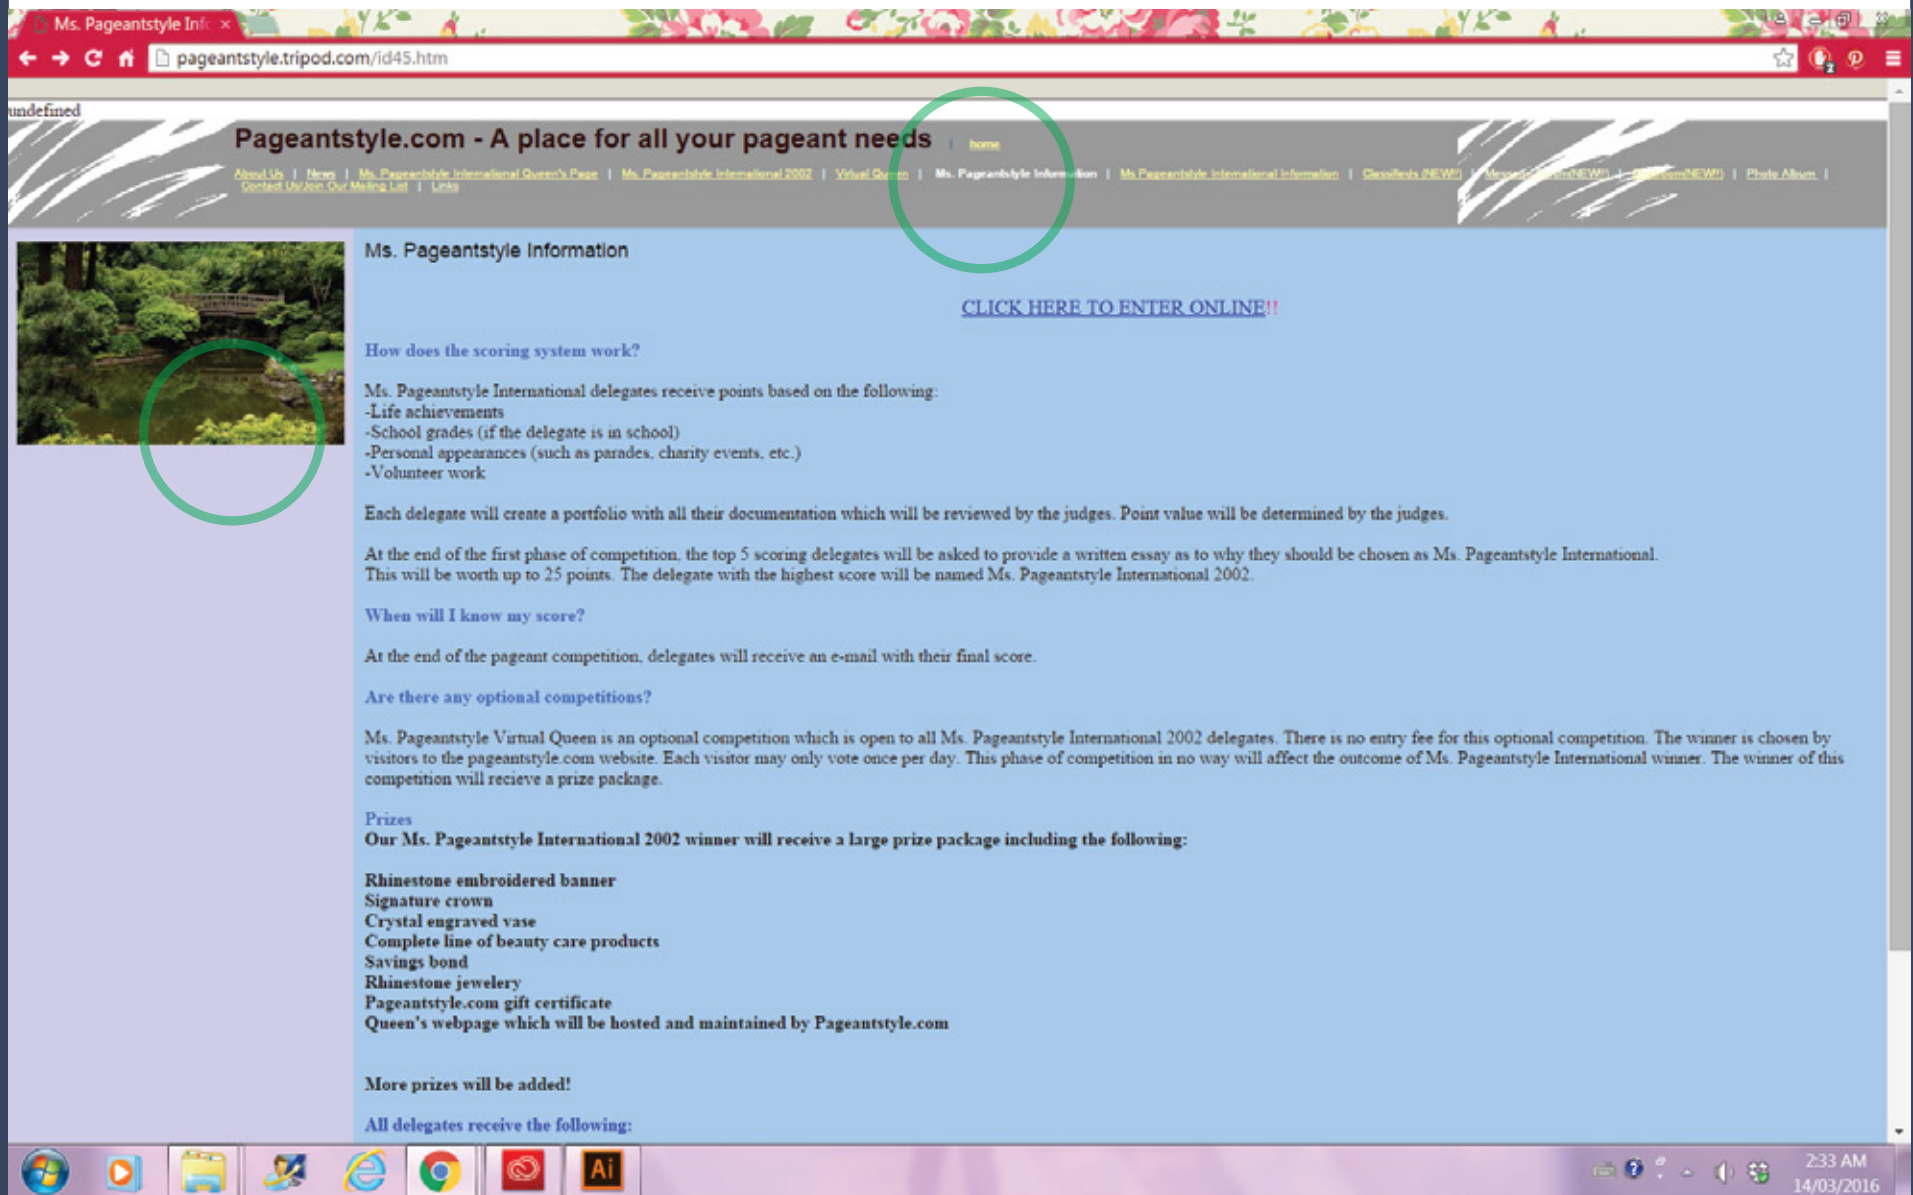 Ms. Pageantstyle Inf
pageantstyle.tripod.com/id45.htm
2
undefined
Pageantstyle.com - A place for all your pageant needs | home
About Us | News | Ms. Pageantstyle International Queen's Page | Ms. Pageantstyle International 2002 | Virtual Queen | Ms. Pageantstyle Information | Ms Pageantstyle International Information | Classifieds (NEW!!) | (NEW!!) | (NEW!!) | Photo Album |
Contact Us/Join Our Mailing List | Links
Ms. Pageantstyle Information
CLICK HERE TO ENTER ONLINE!!
How does the scoring system work?
Ms. Pageantstyle International delegates receive points based on the following:
-Life achievements
-School grades (if the delegate is in school)
-Personal appearances (such as parades, charity events, etc.)
-Volunteer work
Each delegate will create a portfolio with all their documentation which will be reviewed by the judges. Point value will be determined by the judges.
At the end of the first phase of competition, the top 5 scoring delegates will be asked to provide a written essay as to why they should be chosen as Ms. Pageantstyle International.
This will be worth up to 25 points. The delegate with the highest score will be named Ms. Pageantstyle International 2002.
When will I know my score?
At the end of the pageant competition, delegates will receive an e-mail with their final score.
Are there any optional competitions?
Ms. Pageantstyle Virtual Queen is an optional competition which is open to all Ms. Pageantstyle International 2002 delegates. There is no entry fee for this optional competition. The winner is chosen by
visitors to the pageantstyle.com website. Each visitor may only vote once per day. This phase of competition in no way will affect the outcome of Ms. Pageantstyle International winner. The winner of this
competition will recieve a prize package.
Prizes
Our Ms. Pageantstyle International 2002 winner will receive a large prize package including the following:
Rhinestone embroidered banner
Signature crown
Crystal engraved vase
Complete line of beauty care products
Savings bond
Rhinestone jewelery
Pageantstyle.com gift certificate
Queen's webpage which will be hosted and maintained by Pageantstyle.com
More prizes will be added!
All delegates receive the following:
Ai
2:33 AM
14/03/2016